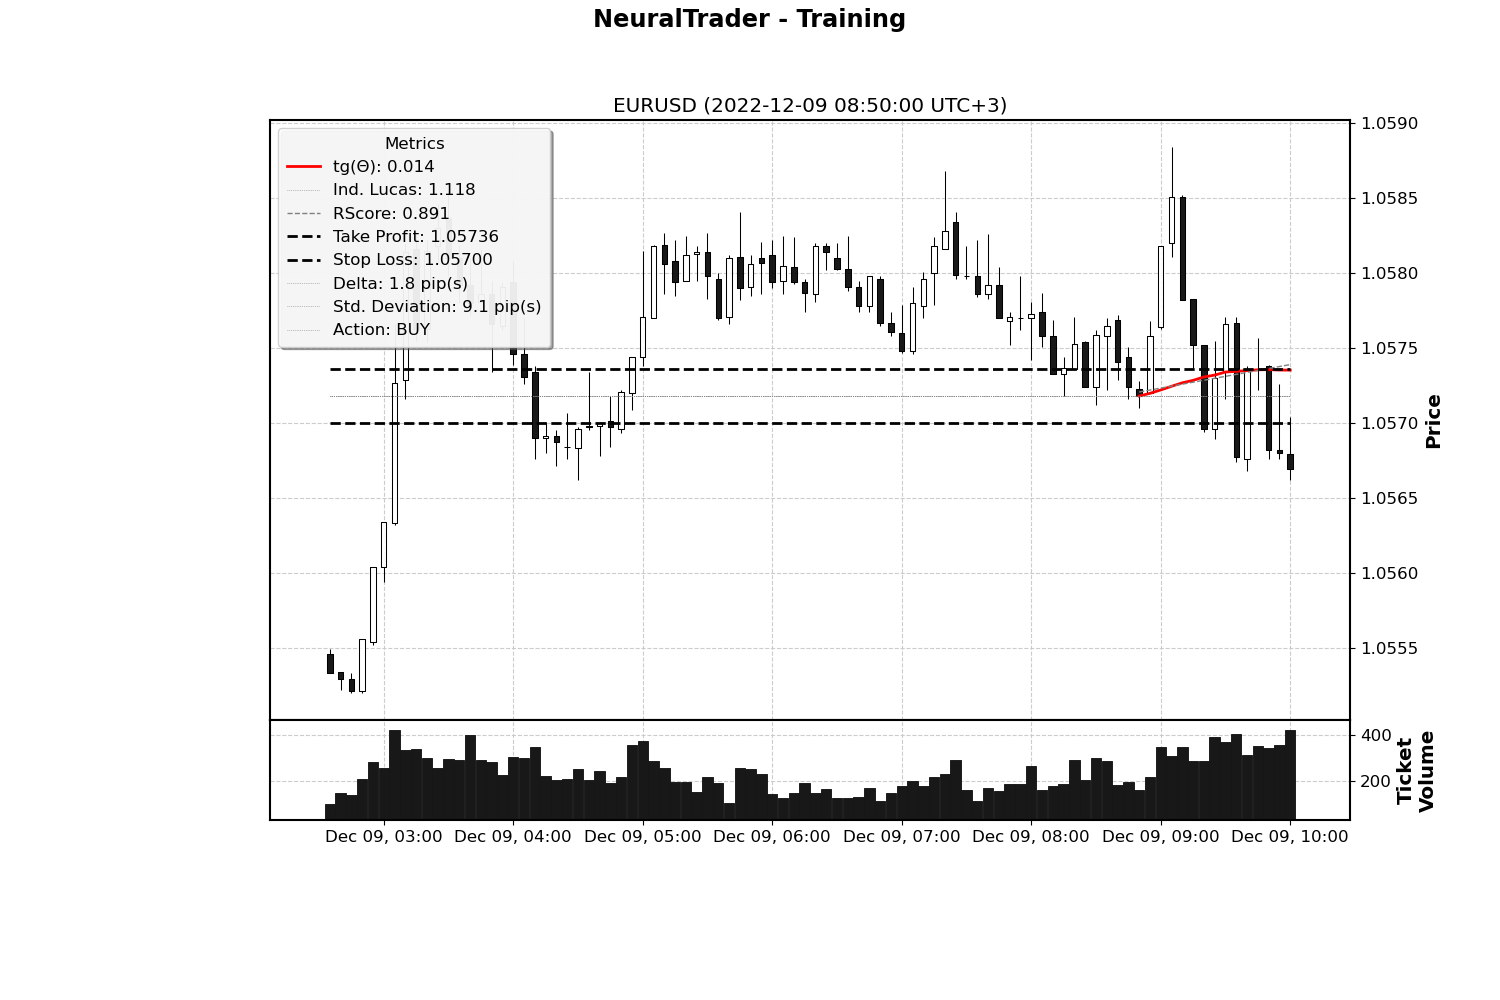 NeuralTrader - Training
EURUSD (2022-12-09 08:50:00 UTC+3)
Metrics
tg(Θ): 0.014
Ind. Lucas: 1.118
RScore: 0.891
Take Profit: 1.05736
Stop Loss: 1.05700
Delta: 1.8 pip(s)
Std. Deviation: 9.1 pip(s)
Action: BUY
1.0590
1.0585
1.0580
1.0575
1.0570
1.0565
1.0560
1.0555
Price
400
200
Ticket
Volume
Dec 09, 03:00 Dec 09, 04:00 Dec 09, 05:00 Dec 09, 06:00 Dec 09, 07:00 Dec 09, 08:00 Dec 09, 09:00 Dec 09, 10:00